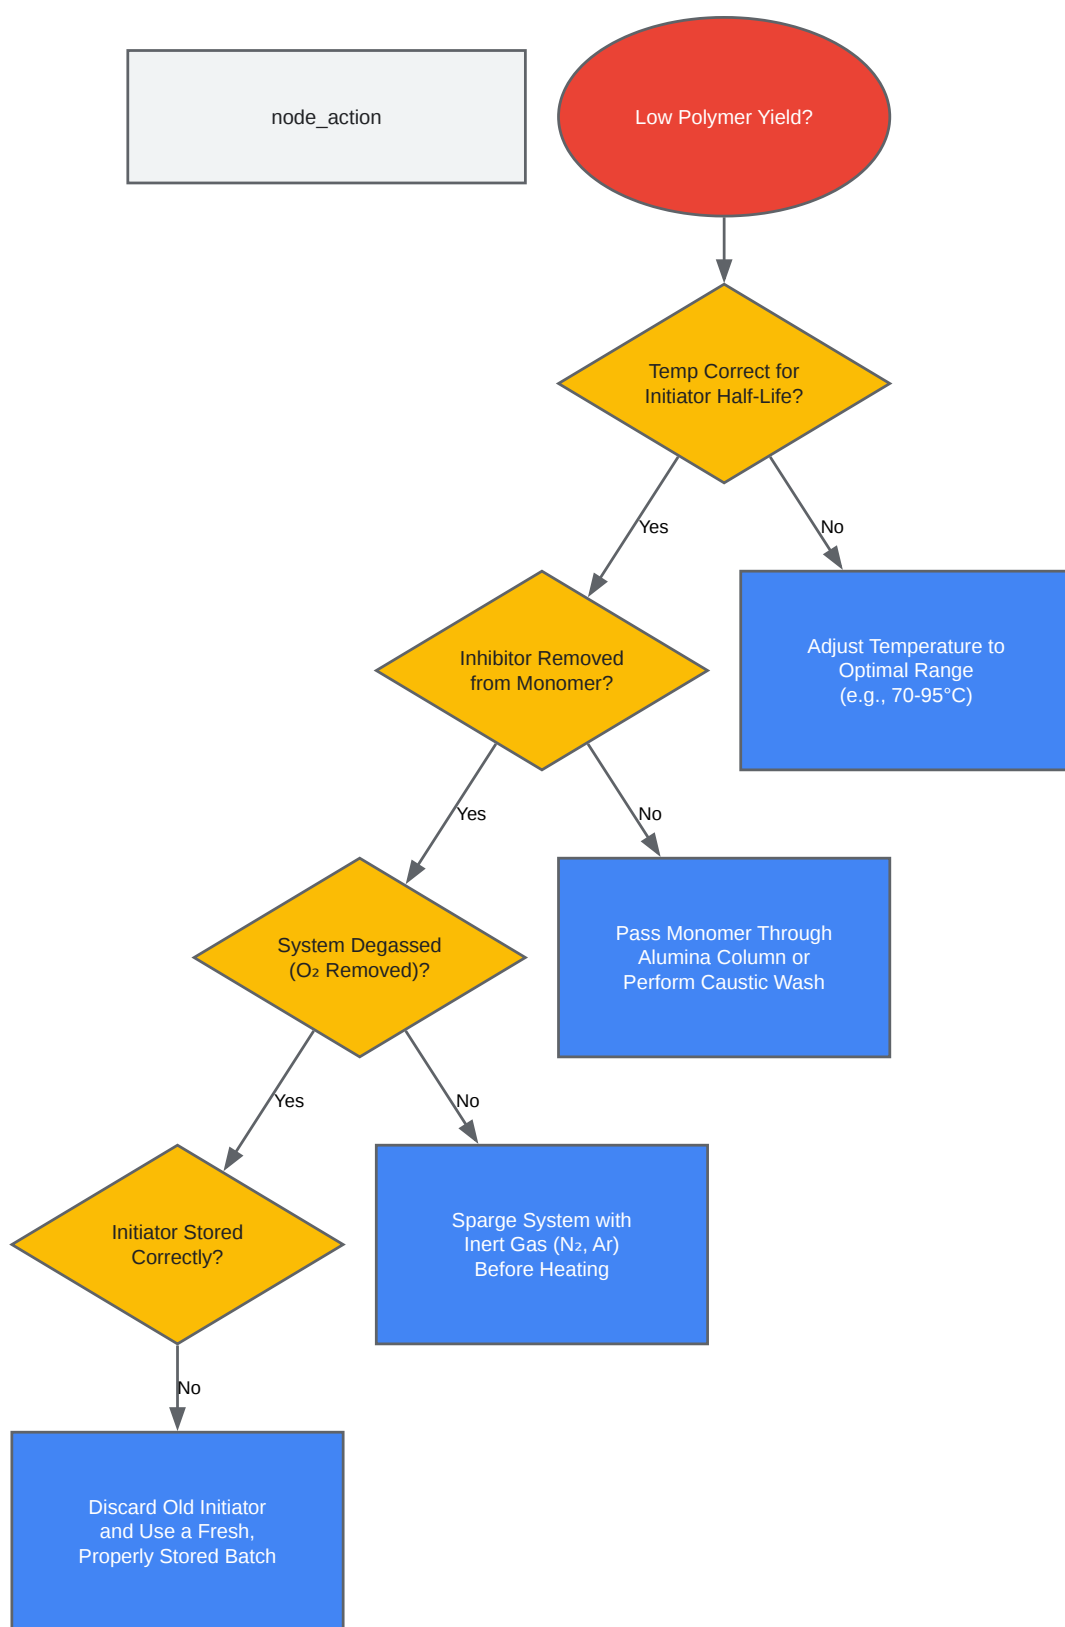 node_action
Low Polymer Yield?
Temp Correct for
Initiator Half-Life?
Yes
No
Inhibitor Removed
from Monomer?
Adjust Temperature to
Optimal Range
(e.g., 70-95°C)
Yes
No
System Degassed
(O₂ Removed)?
Pass Monomer Through
Alumina Column or
Perform Caustic Wash
Yes
No
Initiator Stored
Correctly?
Sparge System with
Inert Gas (N₂, Ar)
Before Heating
No
Discard Old Initiator
and Use a Fresh,
Properly Stored Batch